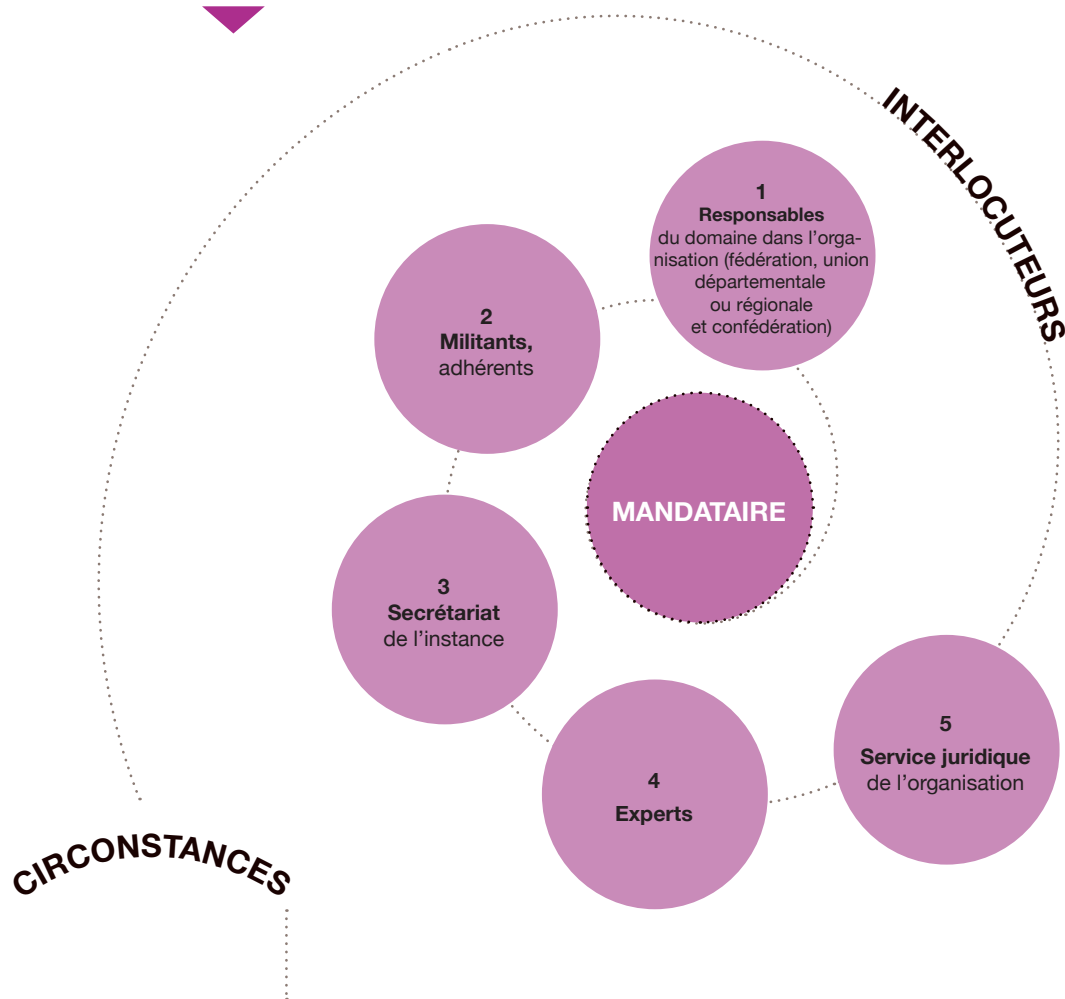 INTERLOCUTEURS
1
Responsables
du domaine dans l’orga-
nisation (fédération, union
départementale
ou régionale
et confédération)
2
Militants,
adhérents
MANDATAIRE
3
Secrétariat
de l’instance
4
Experts
5
Service juridique
de l’organisation
CIRCONSTANCES